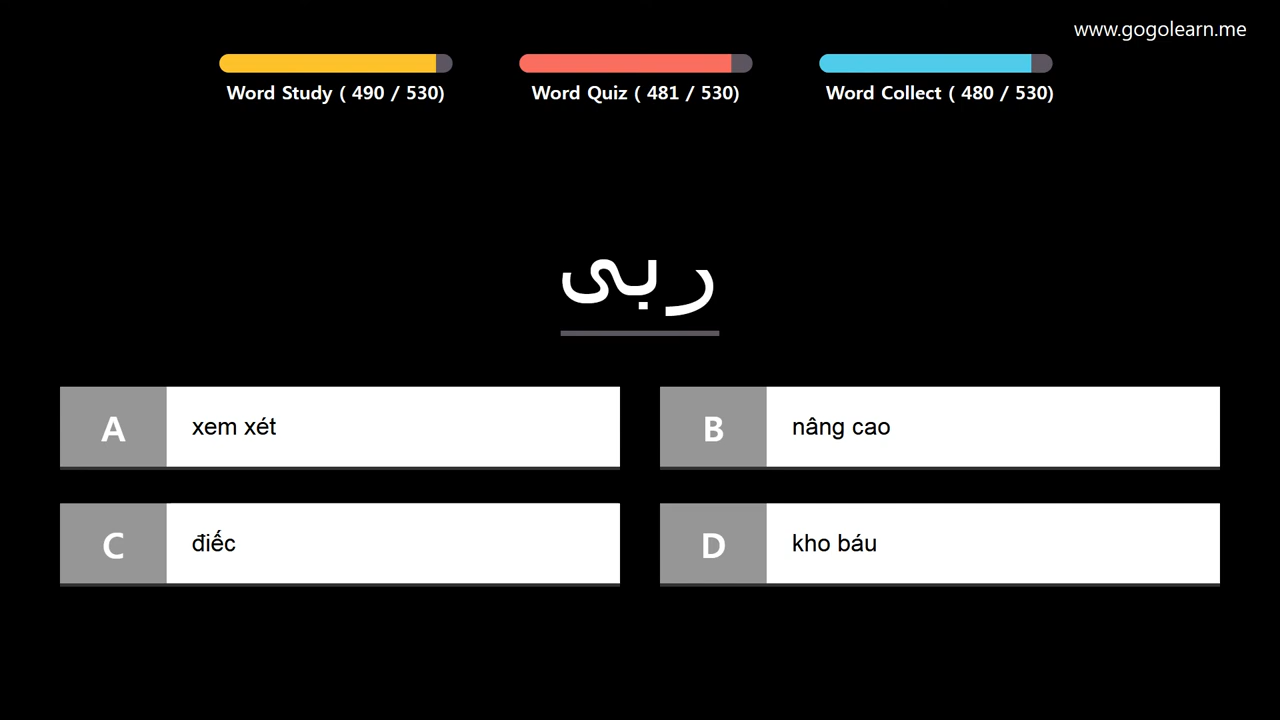 www.gogolearn.me
Word Study ( 490 / 530)
Word Quiz ( 481 / 530)
Word Collect ( 480 / 530)
ربى
A xem xét
B nâng cao
C điếc
D kho báu